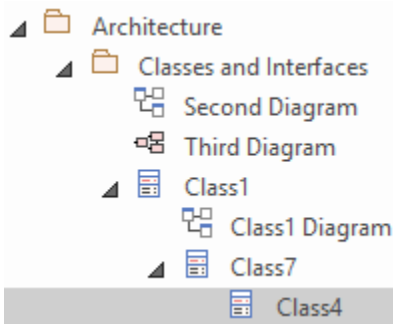 Architecture
Classes and Interfaces
Second Diagram
Third Diagram
Class1
Class1 Diagram
Class7
Class4